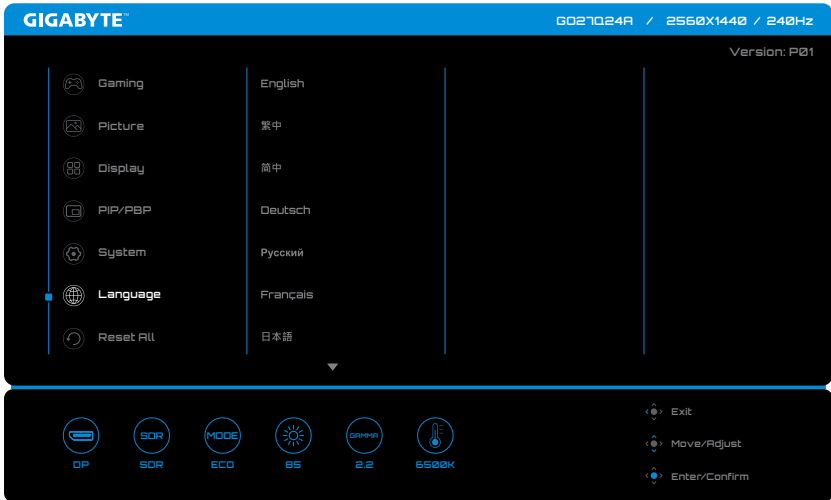 GIGABYTE™
GO27Q24A / 2560X1440 / 240Hz
Version: P01
Gaming
English
Picture
繁中
Display
简中
PIP/PBP
Deutsch
System
Русский
Language
Français
Reset All
日本語
SDR
MODE
GAMMA
DP
SDR
ECO
85
2.2
6500K
Exit
Move/Adjust
Enter/Confirm